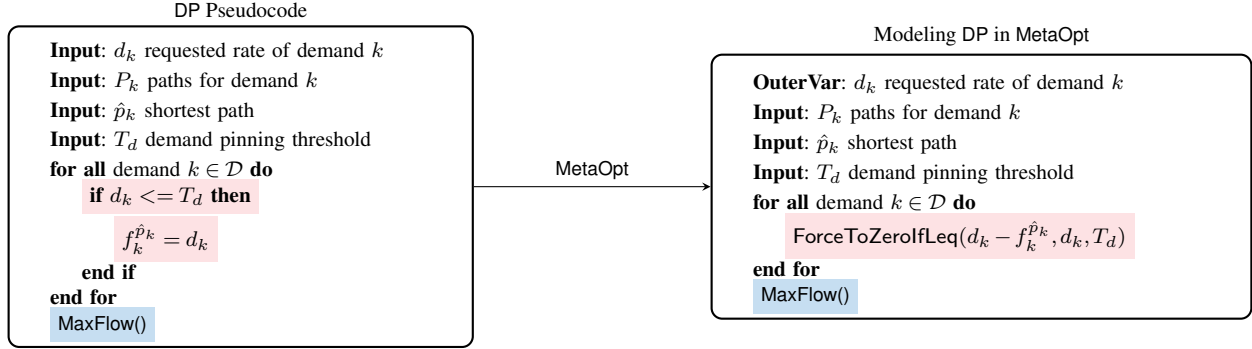 DP Pseudocode
Input: d_k requested rate of demand k
Input: P_k paths for demand k
Input: p̂_k shortest path
Input: T_d demand pinning threshold
for all demand k ∈ 𝒟 do
if d_k <= T_d then
f_k^{p̂_k} = d_k
end if
end for
MaxFlow()
MetaOpt
Modeling DP in MetaOpt
OuterVar: d_k requested rate of demand k
Input: P_k paths for demand k
Input: p̂_k shortest path
Input: T_d demand pinning threshold
for all demand k ∈ 𝒟 do
ForceToZeroIfLeq(d_k − f_k^{p̂_k}, d_k, T_d)
end for
MaxFlow()